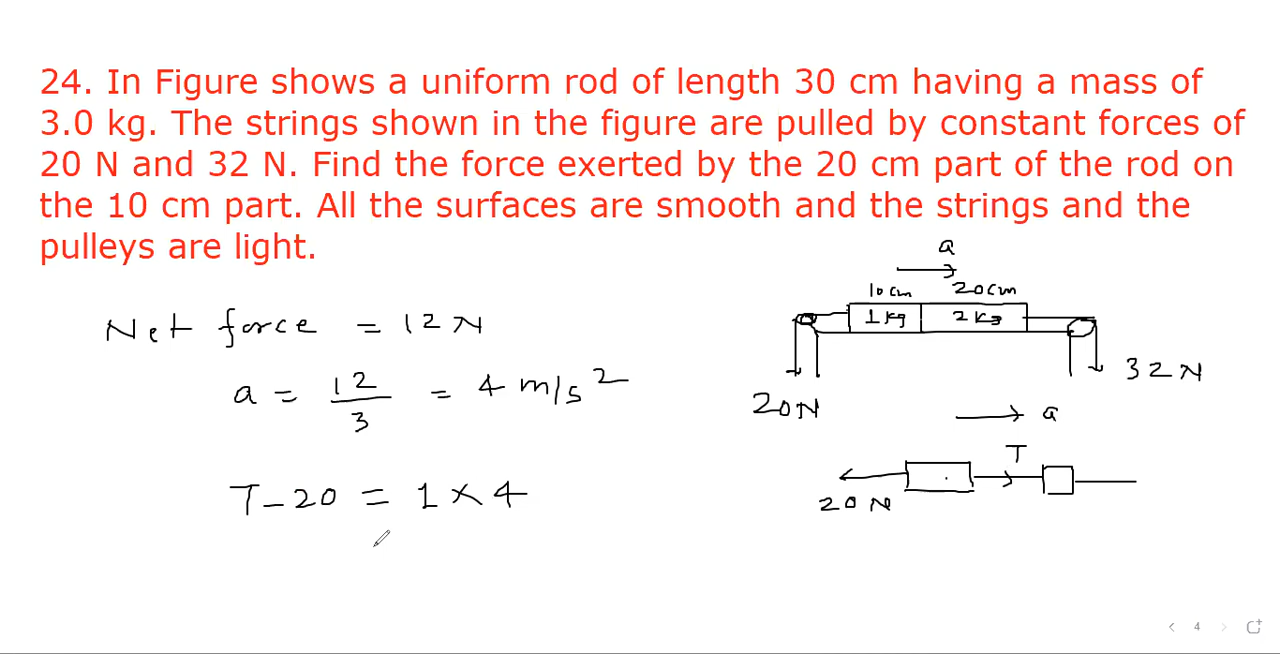 24. In Figure shows a uniform rod of length 30 cm having a mass of
3.0 kg. The strings shown in the figure are pulled by constant forces of
20 N and 32 N. Find the force exerted by the 20 cm part of the rod on
the 10 cm part. All the surfaces are smooth and the strings and the
pulleys are light.
a
10 cm 20cm
1 kg 2 kg
Net force = 12 N
32 N
a = 12/3 = 4 m/s²
20N
a
T
T - 20 = 1 × 4
20 N
4